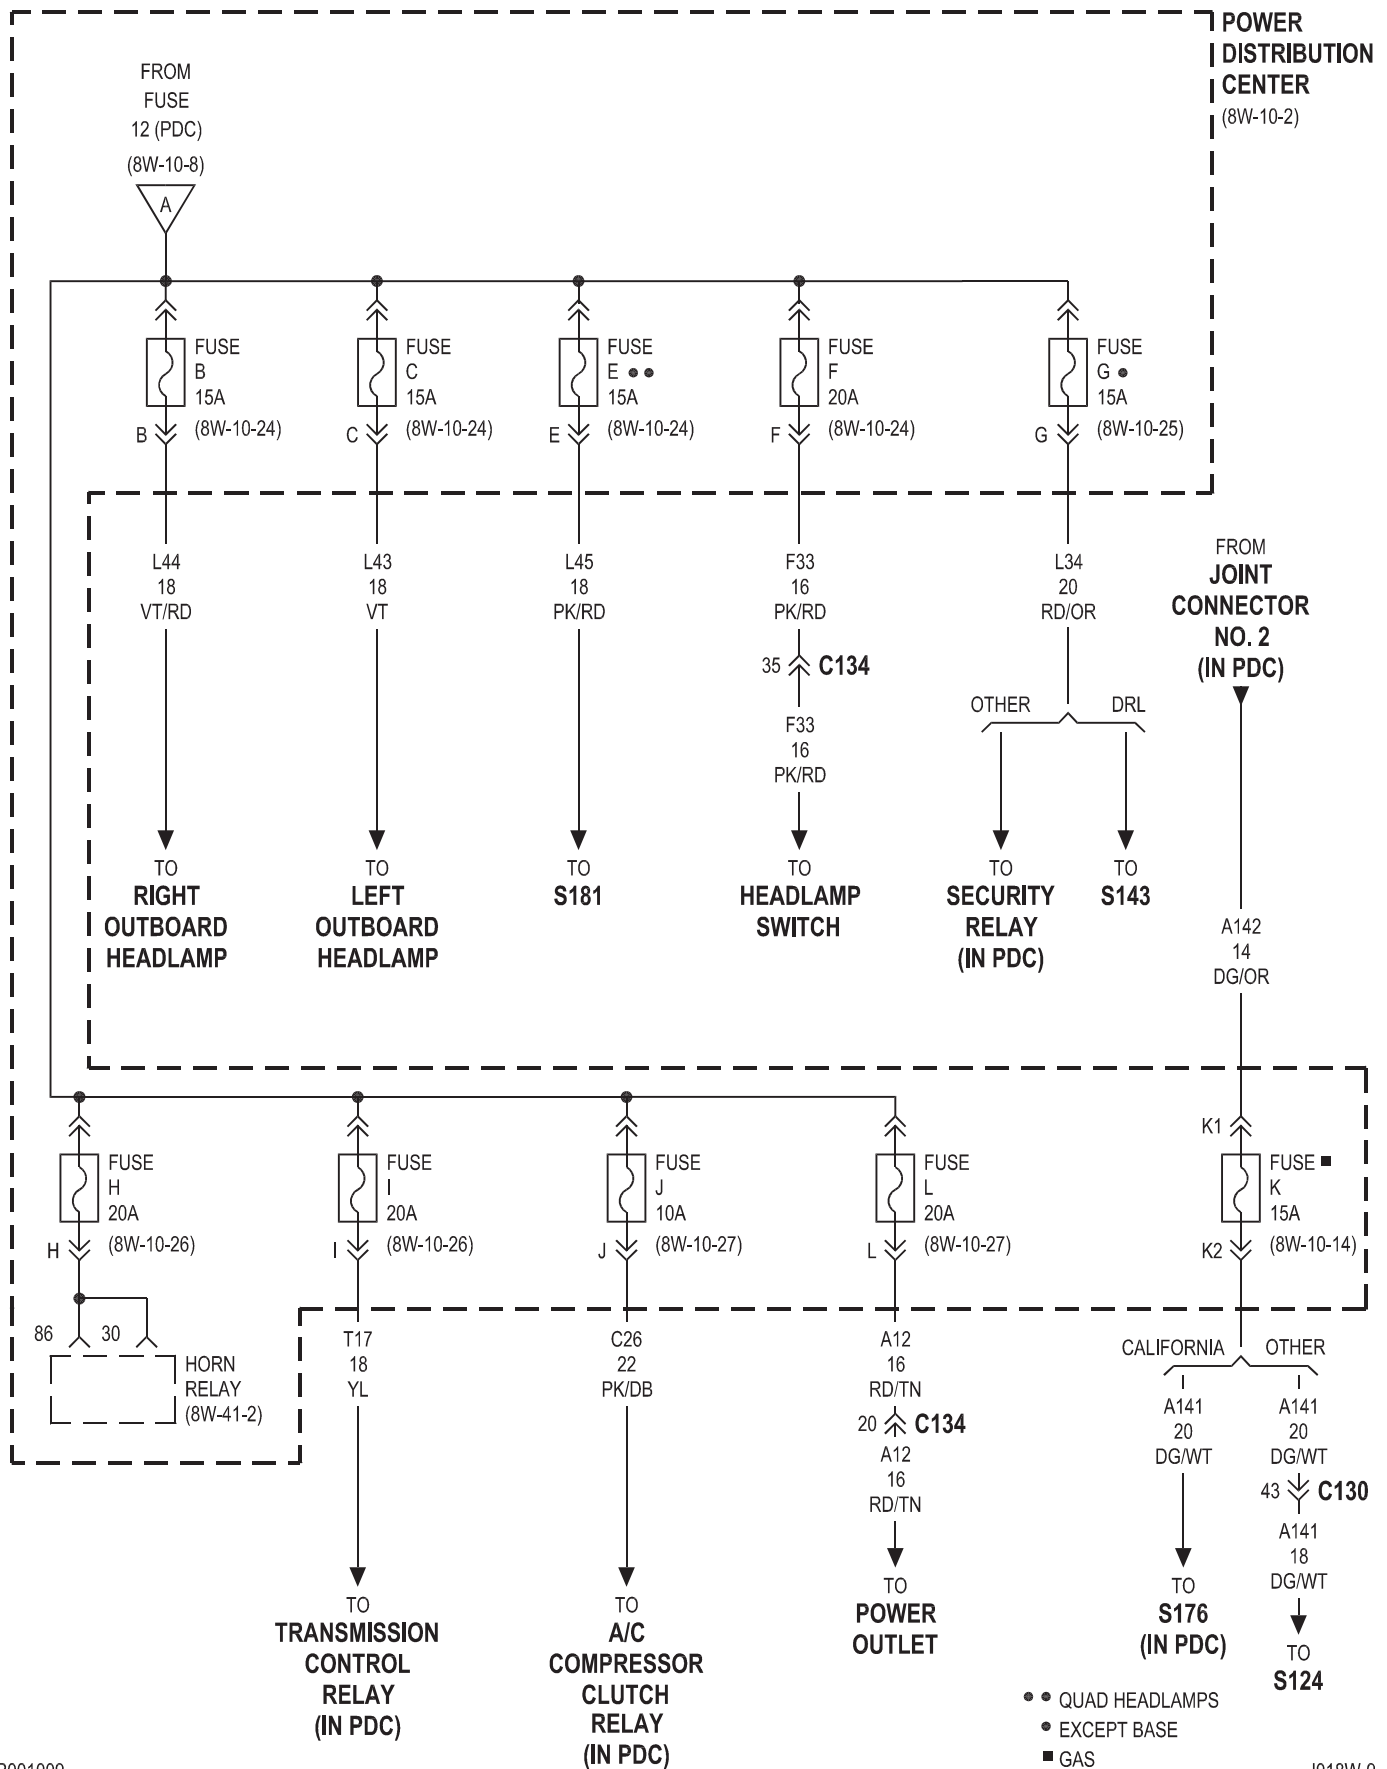 POWER
DISTRIBUTION
CENTER
(8W-10-2)
FROM
FUSE
12 (PDC)
(8W-10-8)
A
FUSE
B
15A
(8W-10-24)
B
FUSE
C
15A
(8W-10-24)
C
FUSE
E ●●
15A
(8W-10-24)
E
FUSE
F
20A
(8W-10-24)
F
FUSE
G ●
15A
(8W-10-25)
G
L44
18
VT/RD
L43
18
VT
L45
18
PK/RD
F33
16
PK/RD
35
C134
F33
16
PK/RD
L34
20
RD/OR
OTHER
DRL
FROM
JOINT
CONNECTOR
NO. 2
(IN PDC)
TO
RIGHT
OUTBOARD
HEADLAMP
TO
LEFT
OUTBOARD
HEADLAMP
TO
S181
TO
HEADLAMP
SWITCH
TO
SECURITY
RELAY
(IN PDC)
TO
S143
A142
14
DG/OR
FUSE
H
20A
(8W-10-26)
H
FUSE
I
20A
(8W-10-26)
I
FUSE
J
10A
(8W-10-27)
J
FUSE
L
20A
(8W-10-27)
L
K1
FUSE ■
K
15A
(8W-10-14)
K2
86
30
HORN
RELAY
(8W-41-2)
T17
18
YL
C26
22
PK/DB
A12
16
RD/TN
20
C134
A12
16
RD/TN
CALIFORNIA
OTHER
A141
20
DG/WT
A141
20
DG/WT
43
C130
A141
18
DG/WT
TO
TRANSMISSION
CONTROL
RELAY
(IN PDC)
TO
A/C
COMPRESSOR
CLUTCH
RELAY
(IN PDC)
TO
POWER
OUTLET
TO
S176
(IN PDC)
TO
S124
●● QUAD HEADLAMPS
● EXCEPT BASE
■ GAS